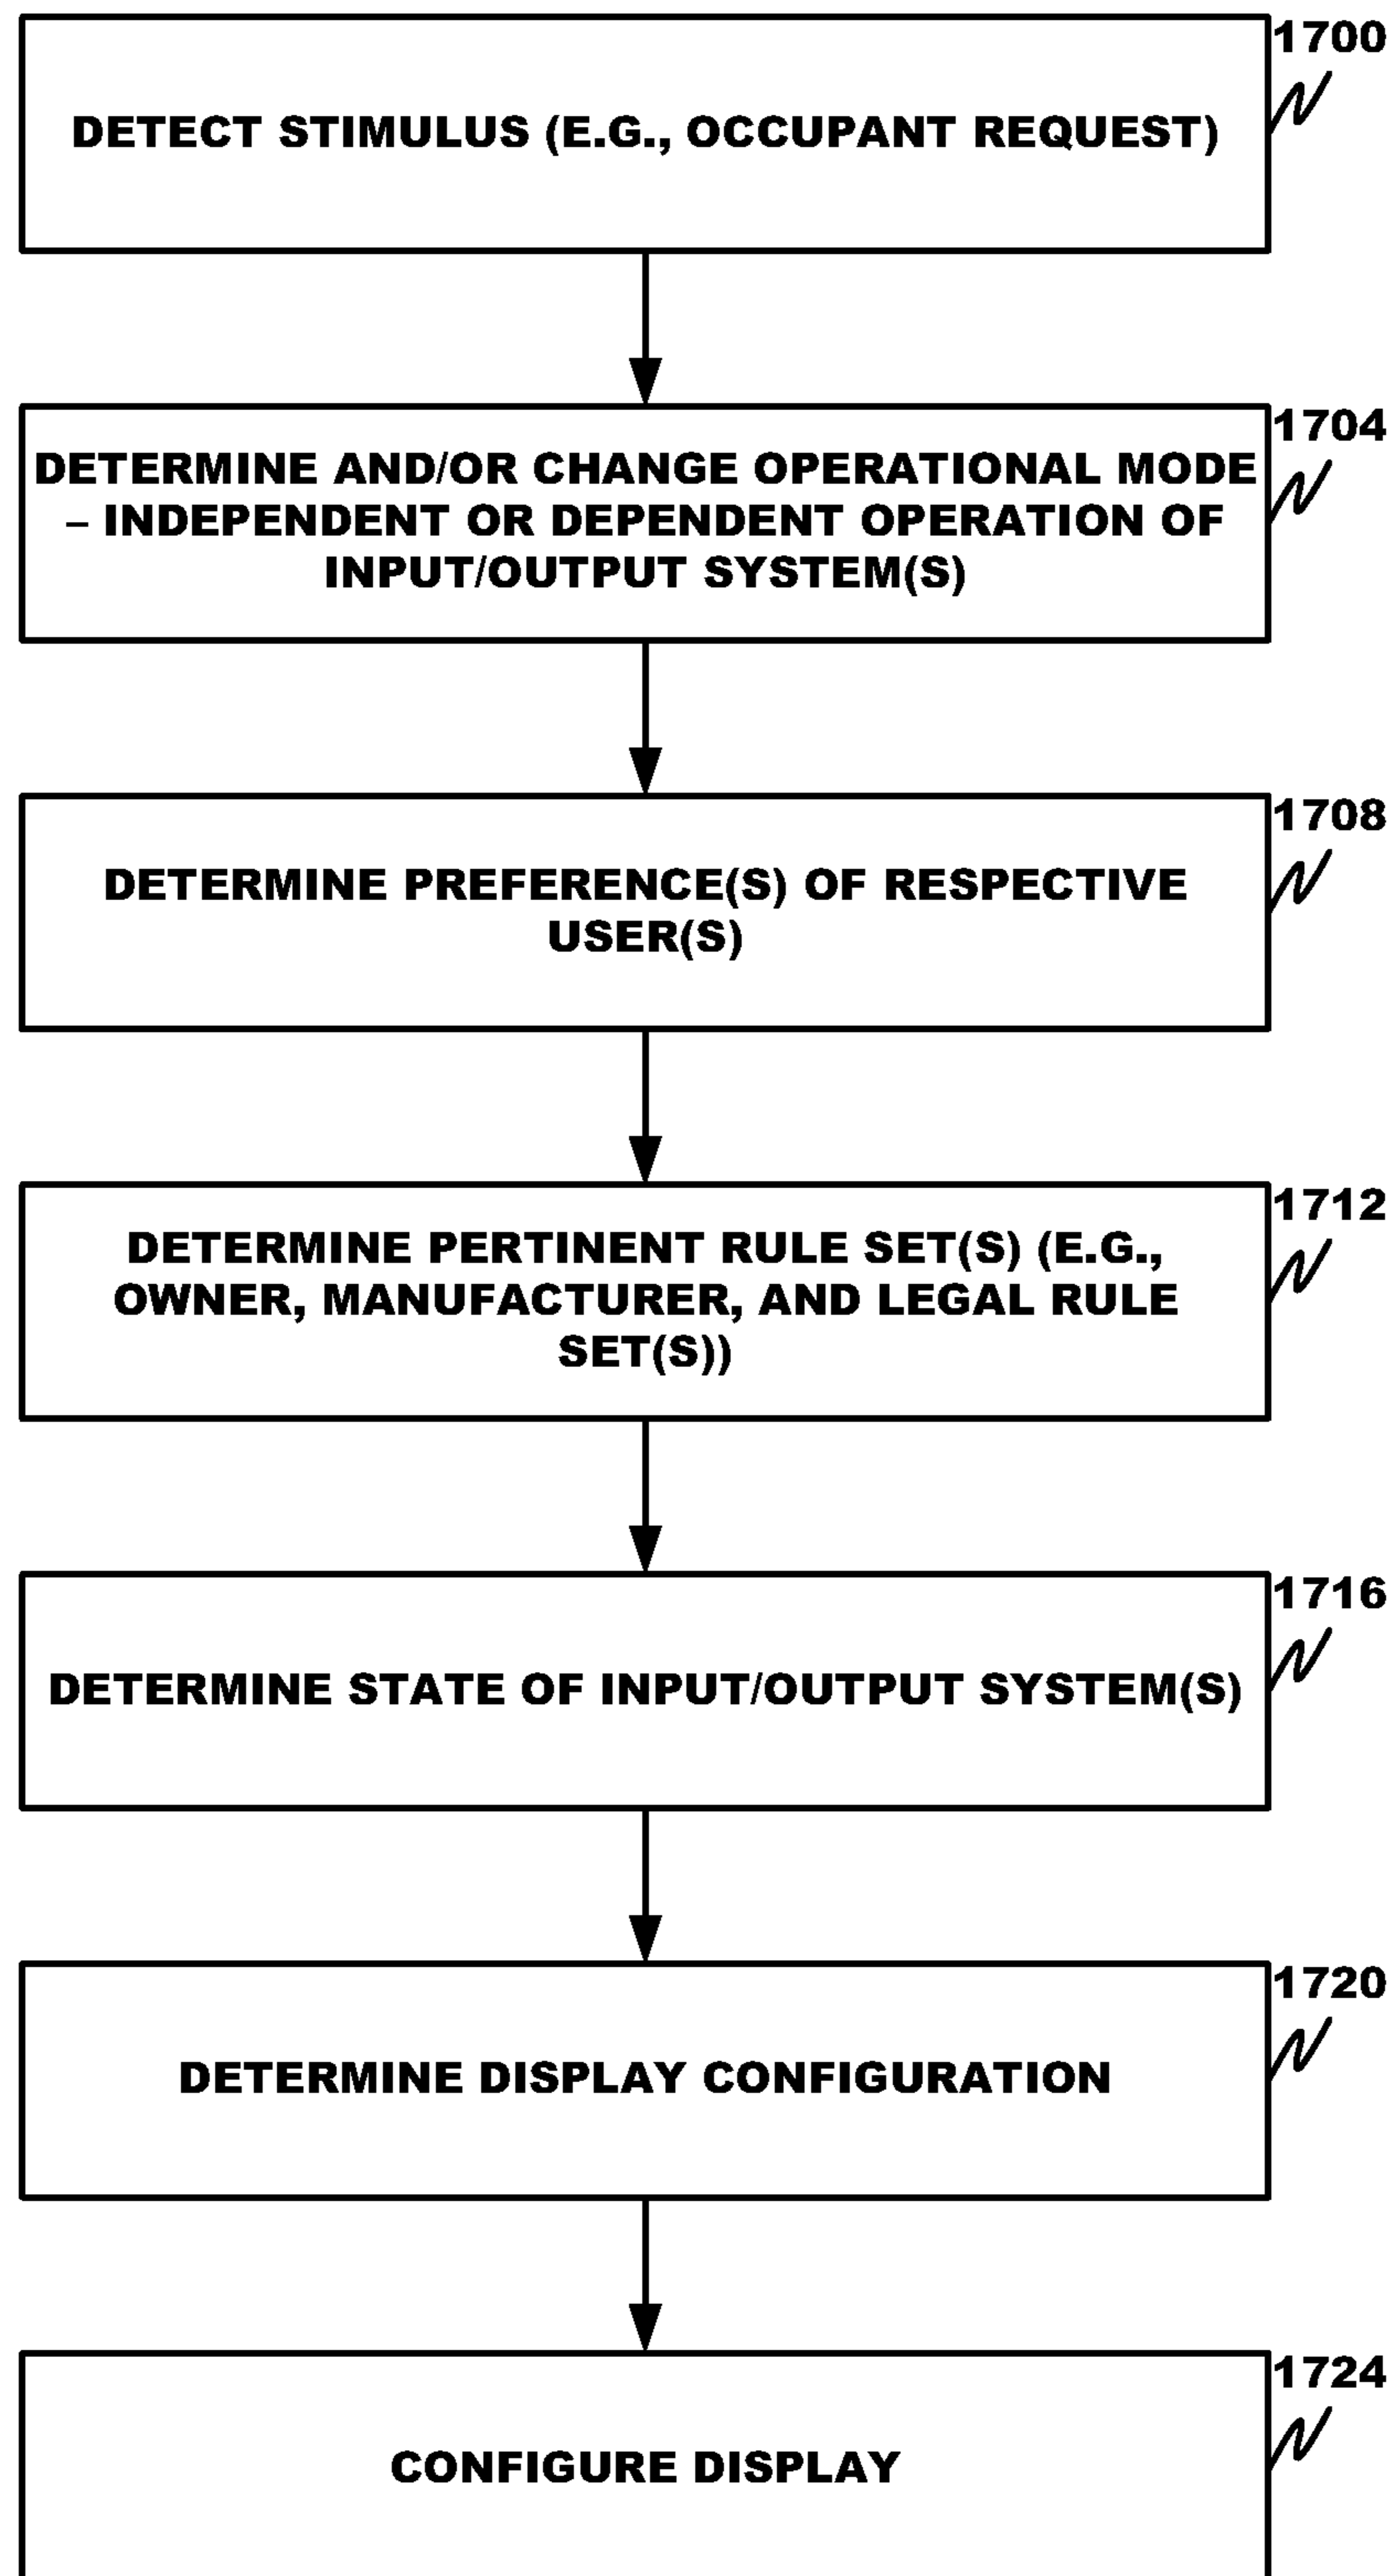 1700
DETECT STIMULUS (E.G., OCCUPANT REQUEST)
1704
DETERMINE AND/OR CHANGE OPERATIONAL MODE
– INDEPENDENT OR DEPENDENT OPERATION OF
INPUT/OUTPUT SYSTEM(S)
1708
DETERMINE PREFERENCE(S) OF RESPECTIVE
USER(S)
1712
DETERMINE PERTINENT RULE SET(S) (E.G.,
OWNER, MANUFACTURER, AND LEGAL RULE
SET(S))
1716
DETERMINE STATE OF INPUT/OUTPUT SYSTEM(S)
1720
DETERMINE DISPLAY CONFIGURATION
1724
CONFIGURE DISPLAY